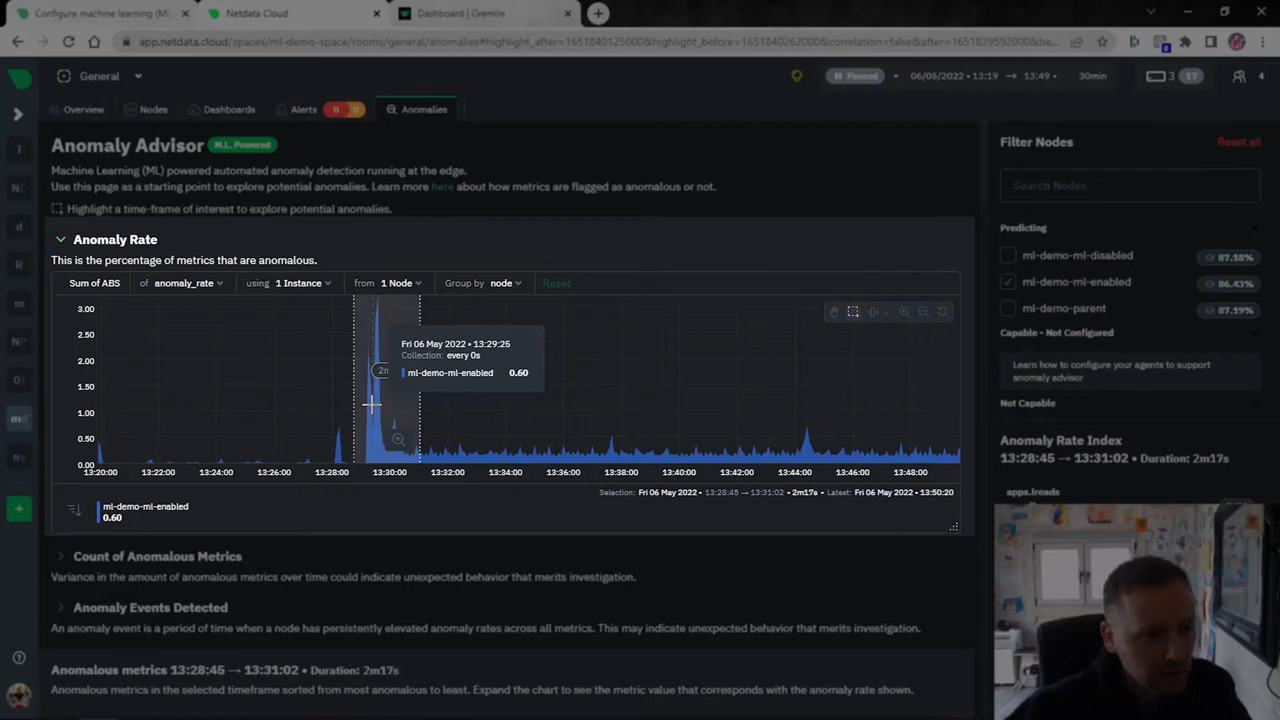 Configure machine learning (ML
Netdata Cloud
Dashboard | Gremlin
app.netdata.cloud/spaces/ml-demo-space/rooms/general/anomalies#highlight_after=1651840125000&highlight_before=1651840262000&correlation=false&after=1651839592000&be...
General
Paused
06/05/2022 • 13:19 → 13:49
30min
3
17
4
Overview
Nodes
Dashboards
Alerts
0
0
Anomalies
Anomaly Advisor
M.L. Powered
Machine Learning (ML) powered automated anomaly detection running at the edge.
Use this page as a starting point to explore potential anomalies. Learn more here about how metrics are flagged as anomalous or not.
Highlight a time-frame of interest to explore potential anomalies.
Anomaly Rate
This is the percentage of metrics that are anomalous.
Sum of ABS
of anomaly_rate
using 1 Instance
from 1 Node
Group by node
Reset
3.00
2.50
2.00
1.50
1.00
0.50
0.00
Fri 06 May 2022 • 13:29:25
Collection: every 0s
ml-demo-ml-enabled 0.60
2m
13:20:00 13:22:00 13:24:00 13:26:00 13:28:00 13:30:00 13:32:00 13:34:00 13:36:00 13:38:00 13:40:00 13:42:00 13:44:00 13:46:00 13:48:00
Selection: Fri 06 May 2022 • 13:28:45 → 13:31:02 • 2m17s • Latest: Fri 06 May 2022 • 13:50:20
ml-demo-ml-enabled
0.60
Count of Anomalous Metrics
Variance in the amount of anomalous metrics over time could indicate unexpected behavior that merits investigation.
Anomaly Events Detected
An anomaly event is a period of time when a node has persistently elevated anomaly rates across all metrics. This may indicate unexpected behavior that merits investigation.
Anomalous metrics 13:28:45 → 13:31:02 • Duration: 2m17s
Anomalous metrics in the selected timeframe sorted from most anomalous to least. Expand the chart to see the metric value that corresponds with the anomaly rate shown.
Filter Nodes
Reset all
Search Nodes
Predicting
ml-demo-ml-disabled 87.18%
ml-demo-ml-enabled 86.43%
ml-demo-parent 87.19%
Capable - Not Configured
Learn how to configure your agents to support
anomaly advisor
Not Capable
Anomaly Rate Index
13:28:45 → 13:31:02 • Duration: 2m17s
apps.lreads